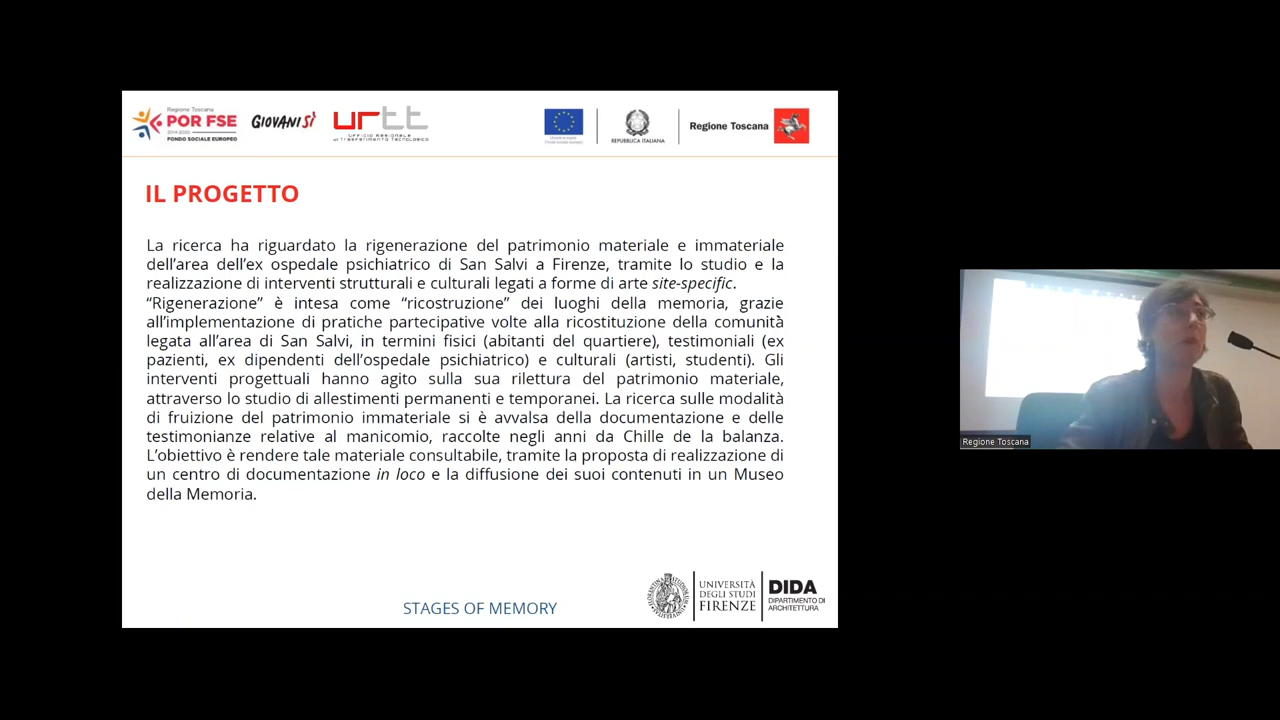 Regione Toscana
POR FSE
2014-2020
FONDO SOCIALE EUROPEO
GIOVANISÌ
urtt
Ufficio Regionale
di Trasferimento Tecnologico
REPUBBLICA ITALIANA
Regione Toscana
IL PROGETTO
La ricerca ha riguardato la rigenerazione del patrimonio materiale e immateriale
dell’area dell’ex ospedale psichiatrico di San Salvi a Firenze, tramite lo studio e la
realizzazione di interventi strutturali e culturali legati a forme di arte site-specific.
“Rigenerazione” è intesa come “ricostruzione” dei luoghi della memoria, grazie
all’implementazione di pratiche partecipative volte alla ricostituzione della comunità
legata all’area di San Salvi, in termini fisici (abitanti del quartiere), testimoniali (ex
pazienti, ex dipendenti dell’ospedale psichiatrico) e culturali (artisti, studenti). Gli
interventi progettuali hanno agito sulla sua rilettura del patrimonio materiale,
attraverso lo studio di allestimenti permanenti e temporanei. La ricerca sulle modalità
di fruizione del patrimonio immateriale si è avvalsa della documentazione e delle
testimonianze relative al manicomio, raccolte negli anni da Chille de la balanza.
L’obiettivo è rendere tale materiale consultabile, tramite la proposta di realizzazione di
un centro di documentazione in loco e la diffusione dei suoi contenuti in un Museo
della Memoria.
STAGES OF MEMORY
UNIVERSITÀ
DEGLI STUDI
FIRENZE
DIDA
DIPARTIMENTO DI
ARCHITETTURA
Regione Toscana